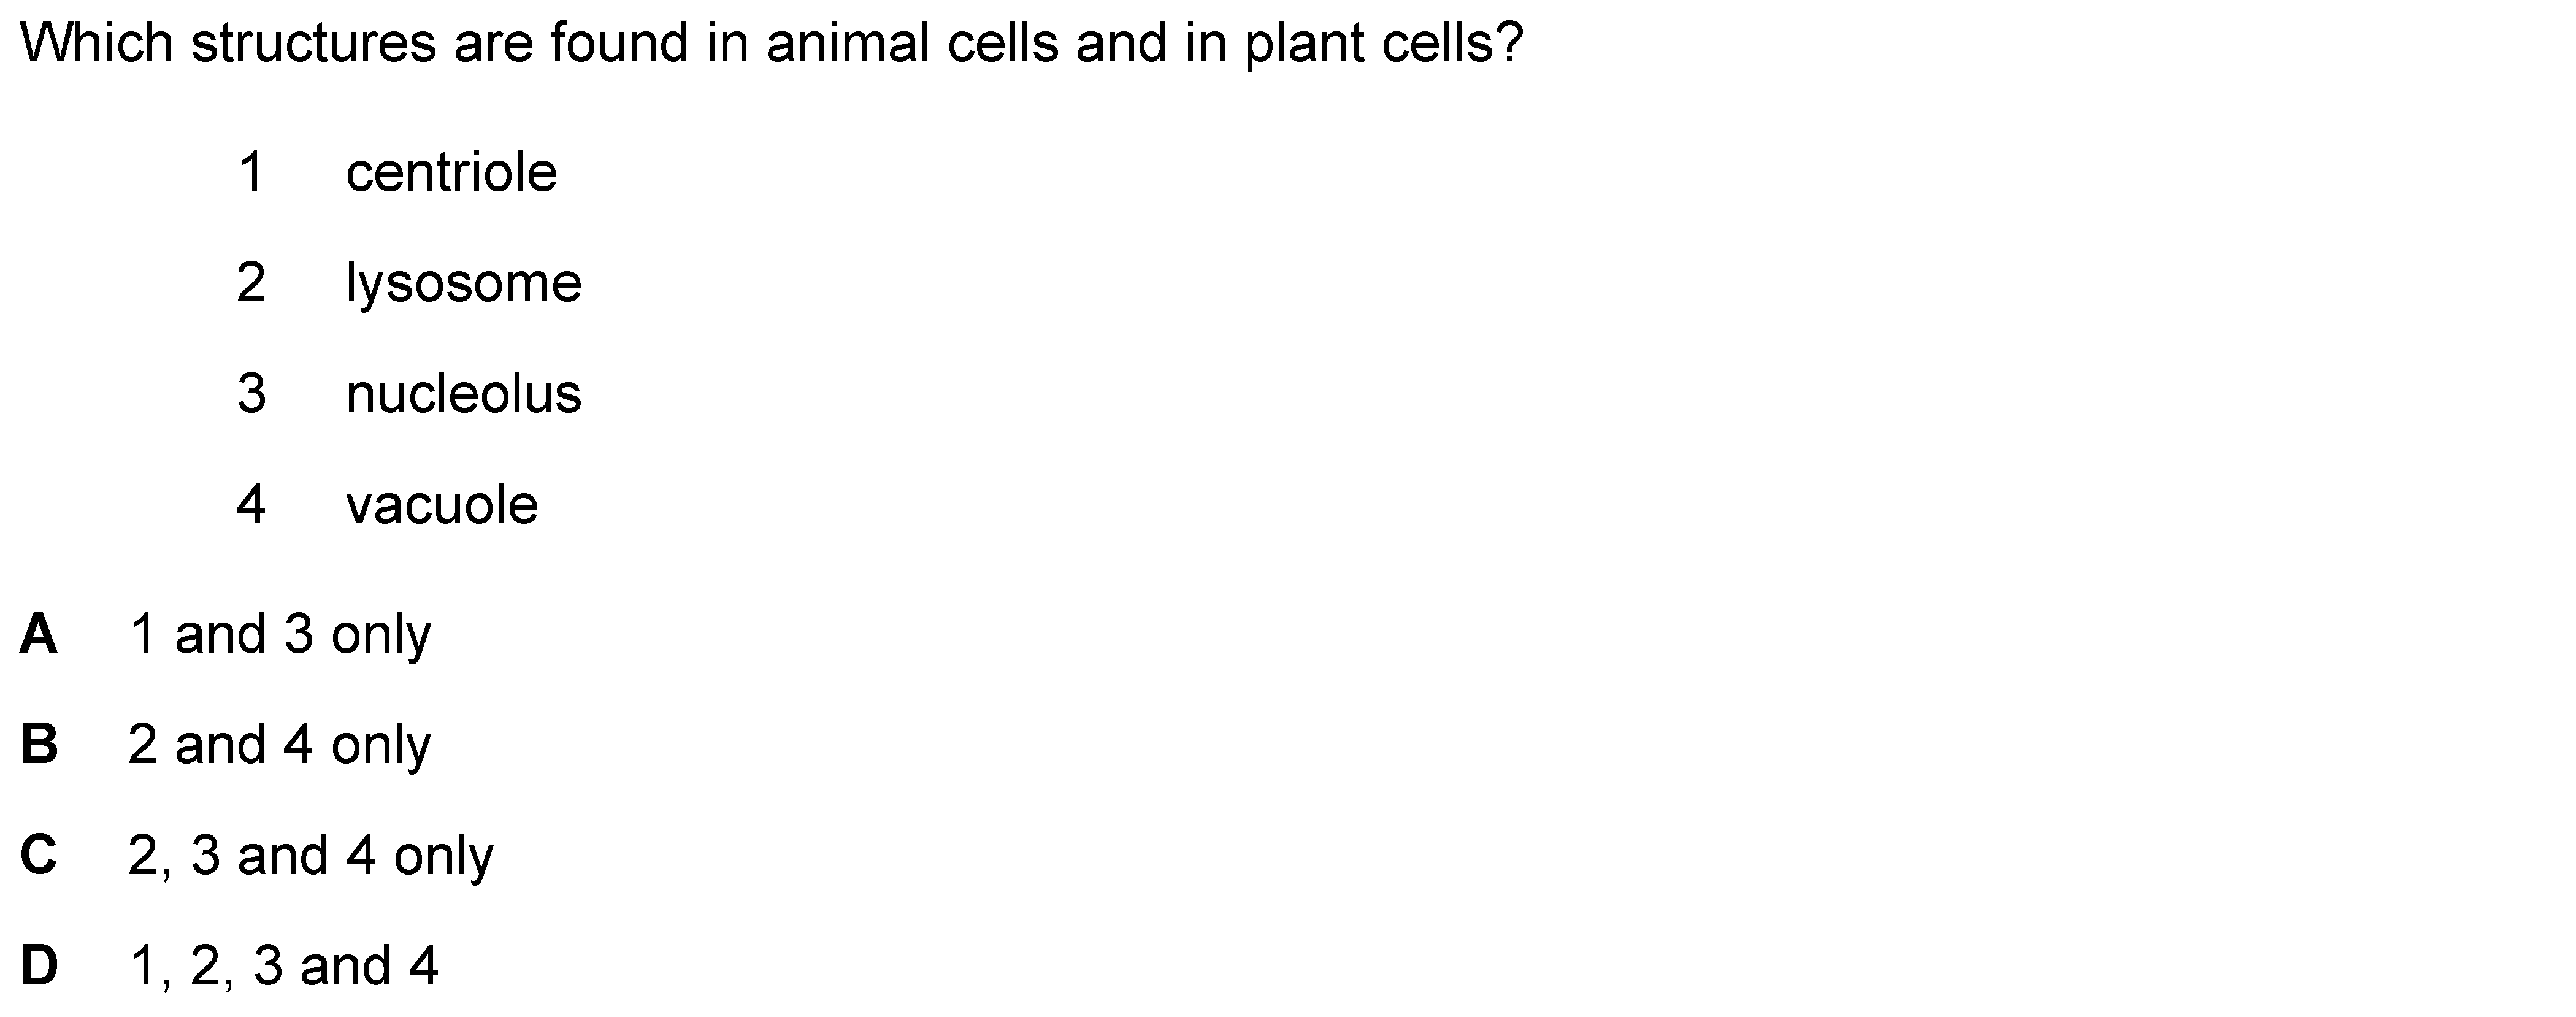 Which structures are found in animal cells and in plant cells?
1 centriole
2 lysosome
3 nucleolus
4 vacuole
A 1 and 3 only
B 2 and 4 only
C 2, 3 and 4 only
D 1, 2, 3 and 4